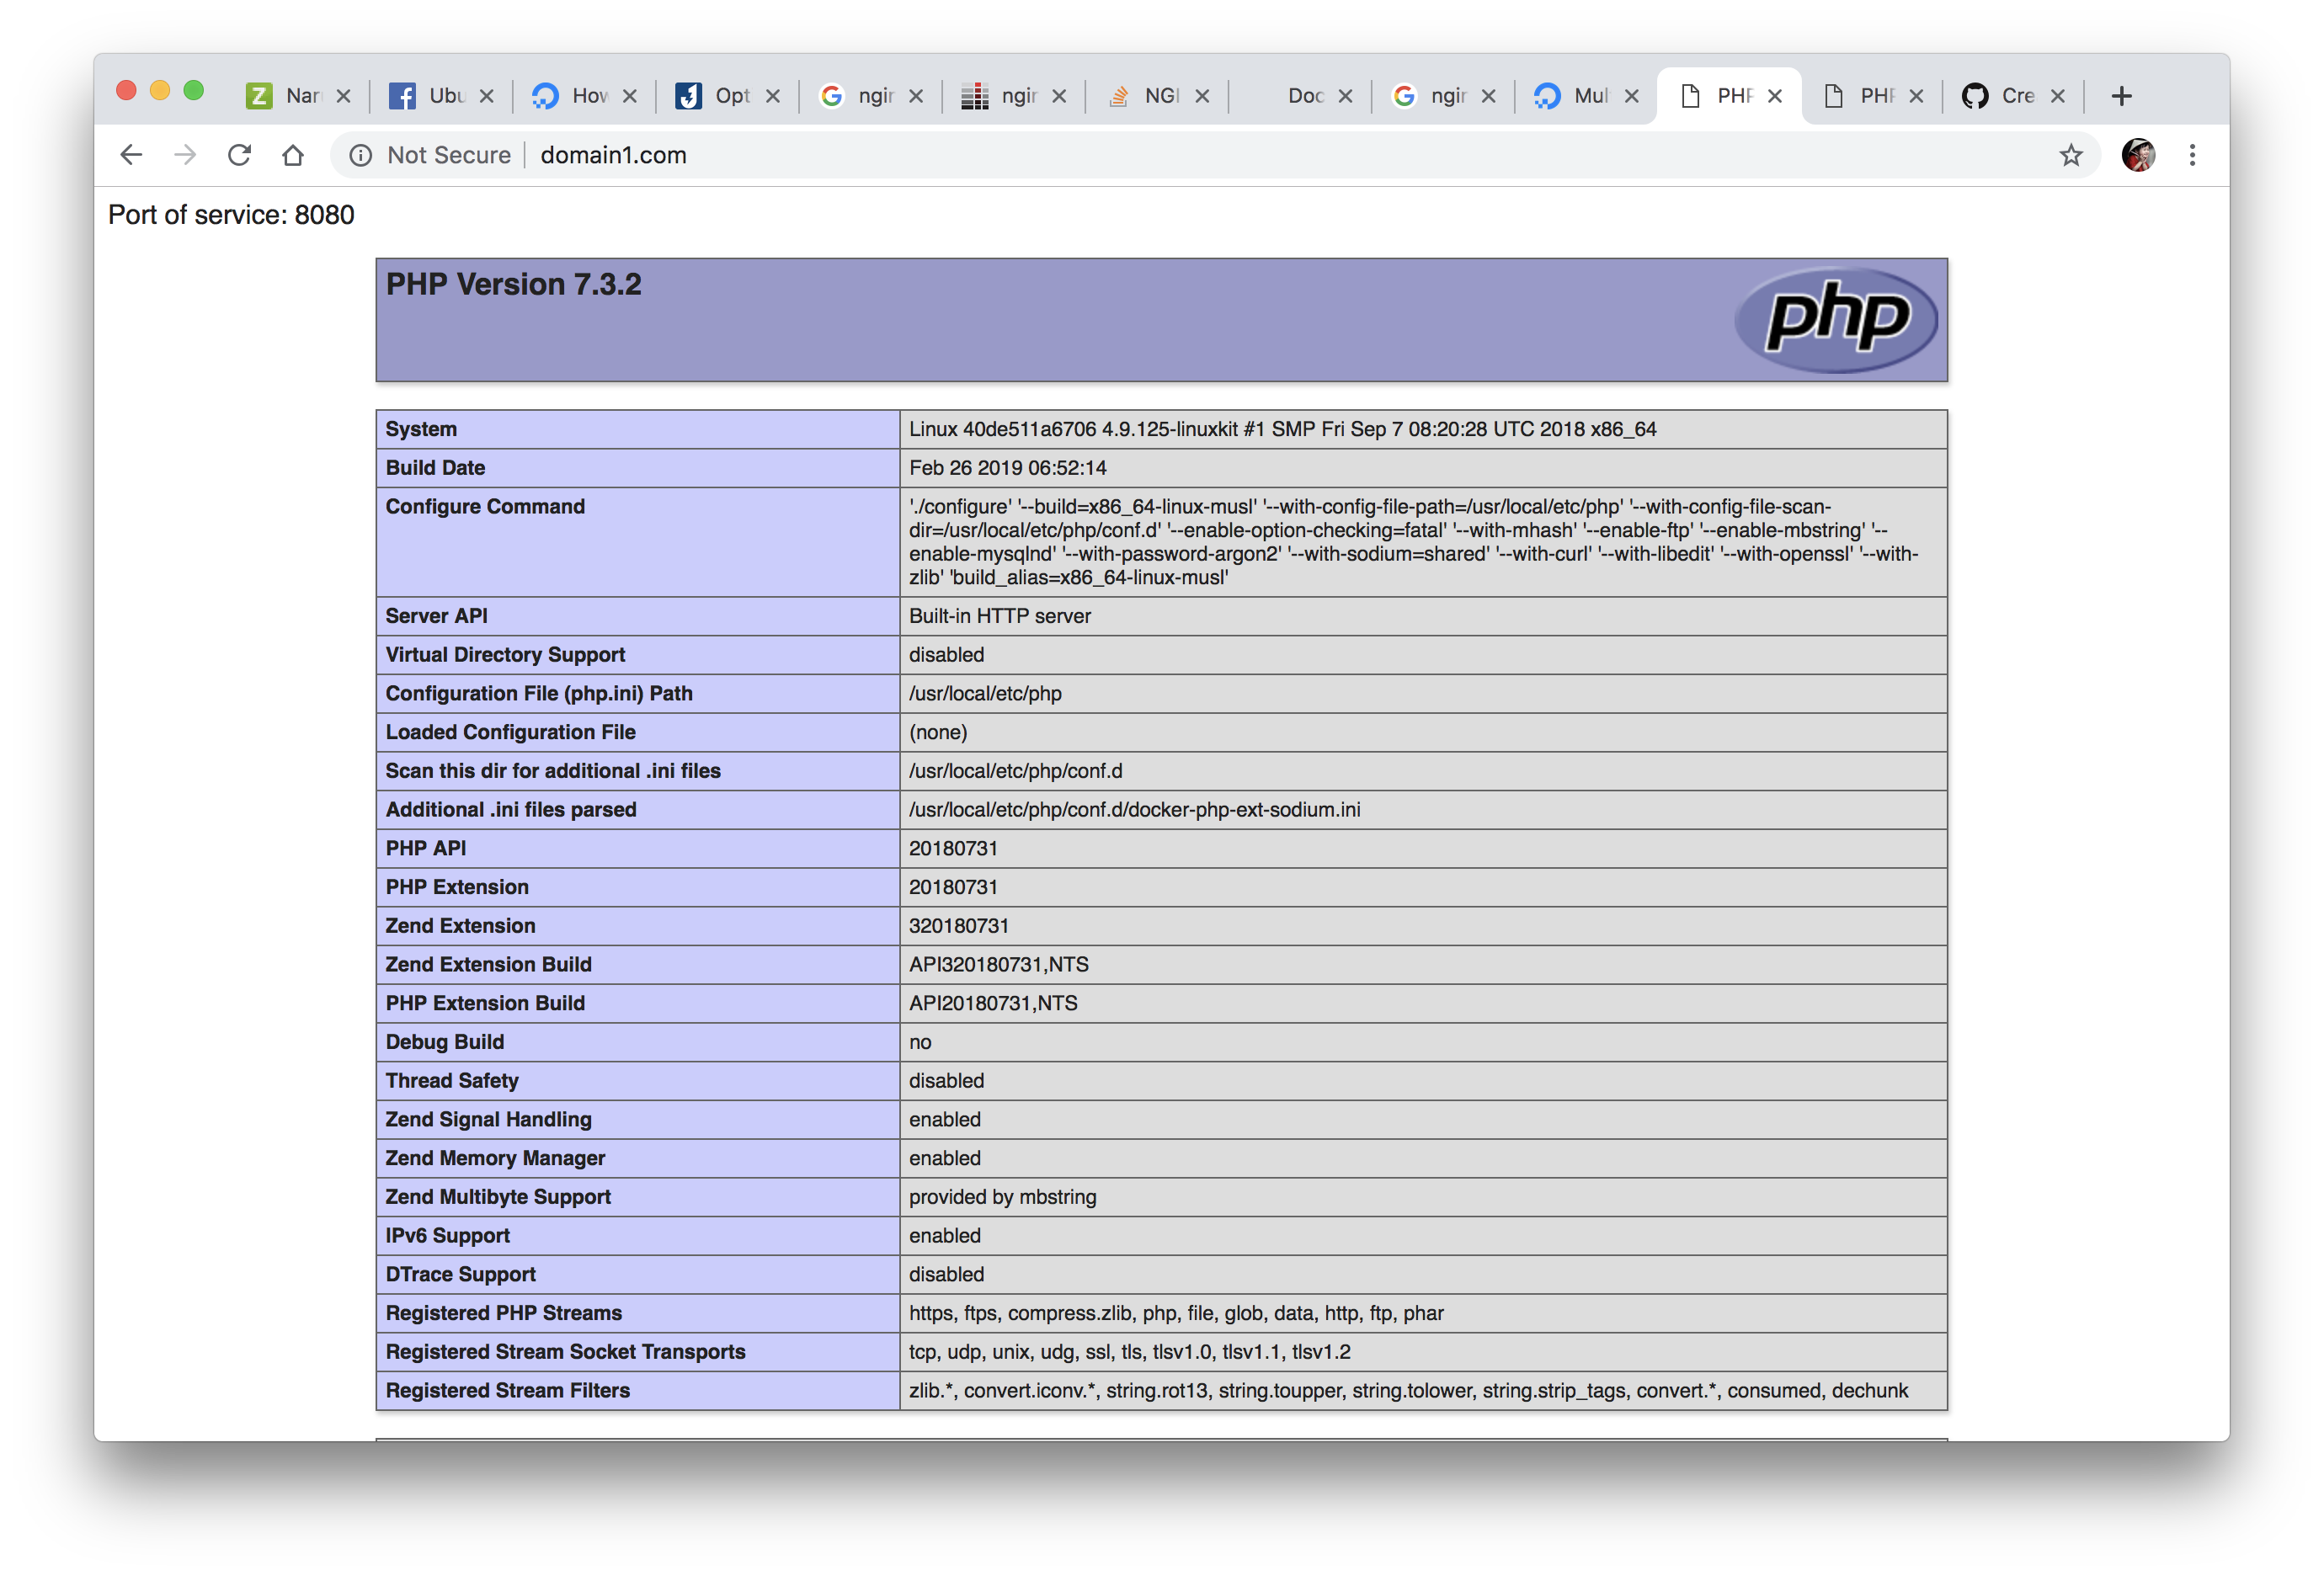 Nar Ubu How Opt ngin ngin NGI Doc ngin Mul PHP PHP Cre
Not Secure domain1.com
Port of service: 8080
PHP Version 7.3.2
php
System Linux 40de511a6706 4.9.125-linuxkit #1 SMP Fri Sep 7 08:20:28 UTC 2018 x86_64
Build Date Feb 26 2019 06:52:14
Configure Command './configure' '--build=x86_64-linux-musl' '--with-config-file-path=/usr/local/etc/php' '--with-config-file-scan-
dir=/usr/local/etc/php/conf.d' '--enable-option-checking=fatal' '--with-mhash' '--enable-ftp' '--enable-mbstring' '--
enable-mysqlnd' '--with-password-argon2' '--with-sodium=shared' '--with-curl' '--with-libedit' '--with-openssl' '--with-
zlib' 'build_alias=x86_64-linux-musl'
Server API Built-in HTTP server
Virtual Directory Support disabled
Configuration File (php.ini) Path /usr/local/etc/php
Loaded Configuration File (none)
Scan this dir for additional .ini files /usr/local/etc/php/conf.d
Additional .ini files parsed /usr/local/etc/php/conf.d/docker-php-ext-sodium.ini
PHP API 20180731
PHP Extension 20180731
Zend Extension 320180731
Zend Extension Build API320180731,NTS
PHP Extension Build API20180731,NTS
Debug Build no
Thread Safety disabled
Zend Signal Handling enabled
Zend Memory Manager enabled
Zend Multibyte Support provided by mbstring
IPv6 Support enabled
DTrace Support disabled
Registered PHP Streams https, ftps, compress.zlib, php, file, glob, data, http, ftp, phar
Registered Stream Socket Transports tcp, udp, unix, udg, ssl, tls, tlsv1.0, tlsv1.1, tlsv1.2
Registered Stream Filters zlib.*, convert.iconv.*, string.rot13, string.toupper, string.tolower, string.strip_tags, convert.*, consumed, dechunk